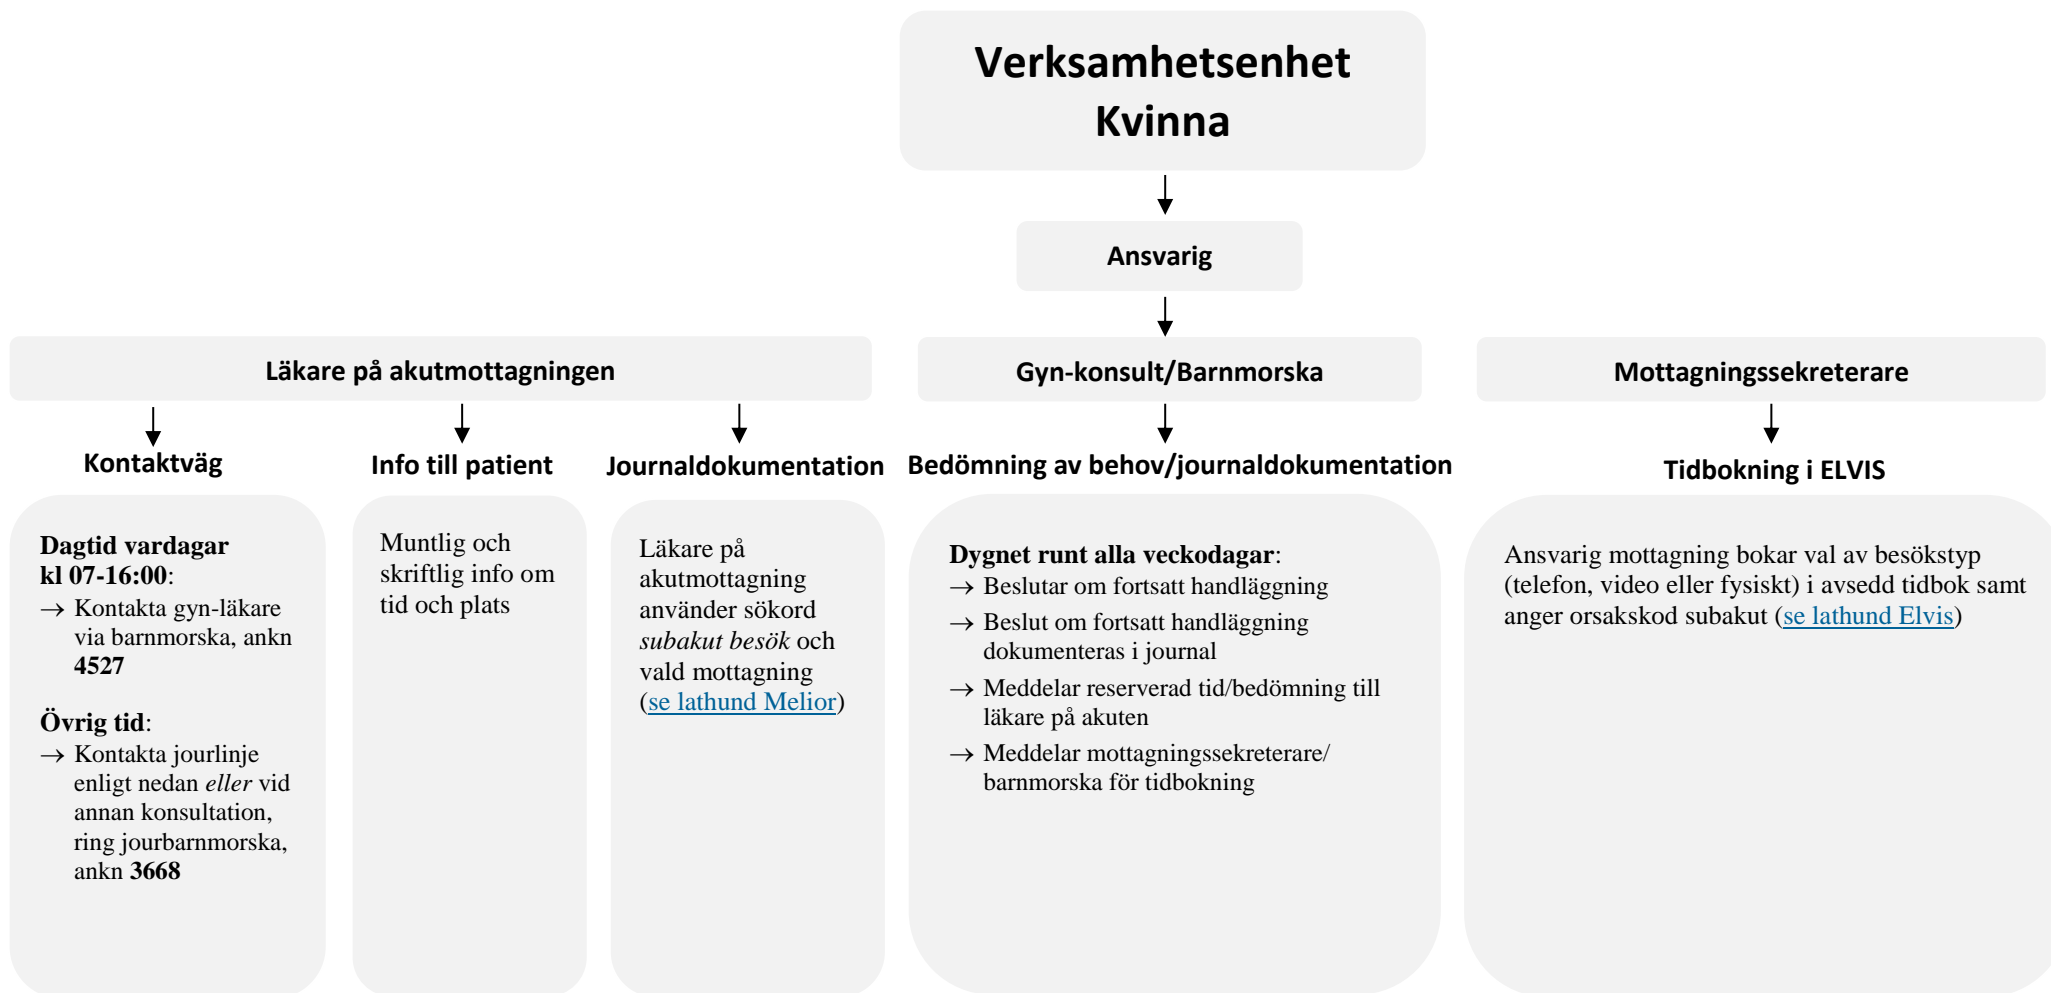 Verksamhetsenhet
Kvinna
Ansvarig
Läkare på akutmottagningen
Gyn-konsult/Barnmorska
Mottagningssekreterare
Kontaktväg
Info till patient
Journaldokumentation
Bedömning av behov/journaldokumentation
Tidbokning i ELVIS
Dagtid vardagar
kl 07-16:00:
→ Kontakta gyn-läkare
via barnmorska, ankn
4527
Övrig tid:
→ Kontakta jourlinje
enligt nedan eller vid
annan konsultation,
ring jourbarnmorska,
ankn 3668
Muntlig och
skriftlig info om
tid och plats
Läkare på
akutmottagning
använder sökord
subakut besök och
vald mottagning
(se lathund Melior)
Dygnet runt alla veckodagar:
→ Beslutar om fortsatt handläggning
→ Beslut om fortsatt handläggning
dokumenteras i journal
→ Meddelar reserverad tid/bedömning till
läkare på akuten
→ Meddelar mottagningssekreterare/
barnmorska för tidbokning
Ansvarig mottagning bokar val av besökstyp
(telefon, video eller fysiskt) i avsedd tidbok samt
anger orsakskod subakut (se lathund Elvis)